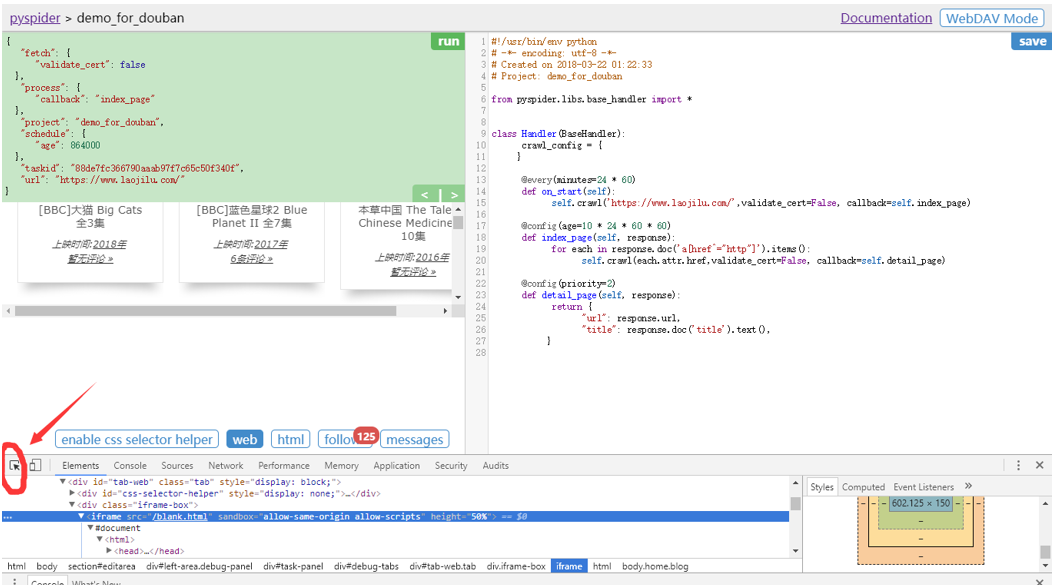 pyspider > demo_for_douban
Documentation
WebDAV Mode
{
"fetch": {
"validate_cert": false
},
"process": {
"callback": "index_page"
},
"project": "demo_for_douban",
"schedule": {
"age": 864000
},
"taskid": "88de7fc366790aaab97f7c65c50f340f",
"url": "https://www.laojilu.com/"
}
run
< | >
[BBC]大猫 Big Cats
全3集
上映时间:2018年
暂无评论 »
[BBC]蓝色星球2 Blue
Planet II 全7集
上映时间:2017年
6条评论 »
本草中国 The Tale
Chinese Medicine
10集
上映时间:2016年
暂无评论 »
enable css selector helper
web
html
follow
125
messages
save
1 #!/usr/bin/env python
2 # -*- encoding: utf-8 -*-
3 # Created on 2018-03-22 01:22:33
4 # Project: demo_for_douban
5
6 from pyspider.libs.base_handler import *
7
8
9 class Handler(BaseHandler):
10 crawl_config = {
11 }
12
13 @every(minutes=24 * 60)
14 def on_start(self):
15 self.crawl('https://www.laojilu.com/',validate_cert=False, callback=self.index_page)
16
17 @config(age=10 * 24 * 60 * 60)
18 def index_page(self, response):
19 for each in response.doc('a[href^="http"]').items():
20 self.crawl(each.attr.href,validate_cert=False, callback=self.detail_page)
21
22 @config(priority=2)
23 def detail_page(self, response):
24 return {
25 "url": response.url,
26 "title": response.doc('title').text(),
27 }
28
Elements Console Sources Network Performance Memory Application Security Audits
▼<div id="tab-web" class="tab" style="display: block;">
▶<div id="css-selector-helper" style="display: none;">…</div>
▼<div class="iframe-box">
… ▼<iframe src="/blank.html" sandbox="allow-same-origin allow-scripts" height="50%"> == $0
▼#document
▼<html>
▶<head>…</head>
html body section#editarea div#left-area.debug-panel div#task-panel div#debug-tabs div#tab-web.tab div.iframe-box iframe html body.home.blog
Styles Computed Event Listeners »
602.125 × 150
–
–
–
Console What's New